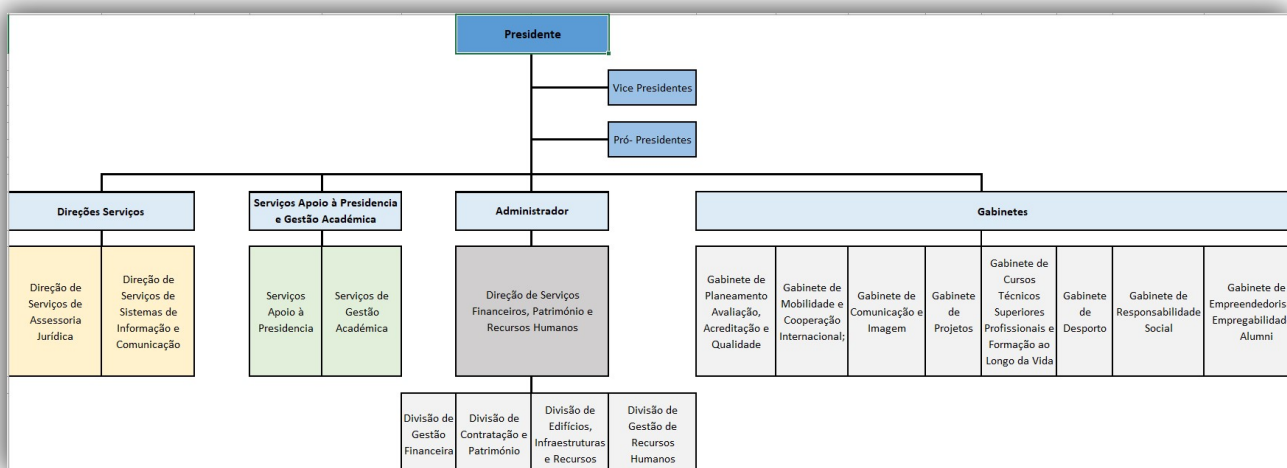 Presidente
Vice Presidentes
Pró- Presidentes
Direções Serviços
Serviços Apoio à Presidencia
e Gestão Académica
Administrador
Gabinetes
Direção de
Serviços de
Assessoria
Jurídica
Direção de
Serviços de
Sistemas de
Informação e
Comunicação
Serviços
Apoio à
Presidencia
Serviços de
Gestão
Académica
Direção de Serviços
Financeiros, Património e
Recursos Humanos
Gabinete de
Planeamento
Avaliação,
Acreditação e
Qualidade
Gabinete de
Mobilidade e
Cooperação
Internacional;
Gabinete de
Comunicação e
Imagem
Gabinete
de
Projetos
Gabinete de
Cursos
Técnicos
Superiores
Profissionais e
Formação ao
Longo da Vida
Gabinete
de
Desporto
Gabinete de
Responsabilidade
Social
Gabinete de
Empreendoris
Empregabilidad
Alumni
Divisão de
Gestão
Financeira
Divisão de
Contratação e
Património
Divisão de
Edifícios,
Infraestruturas
e Recursos
Divisão de
Gestão de
Recursos
Humanos